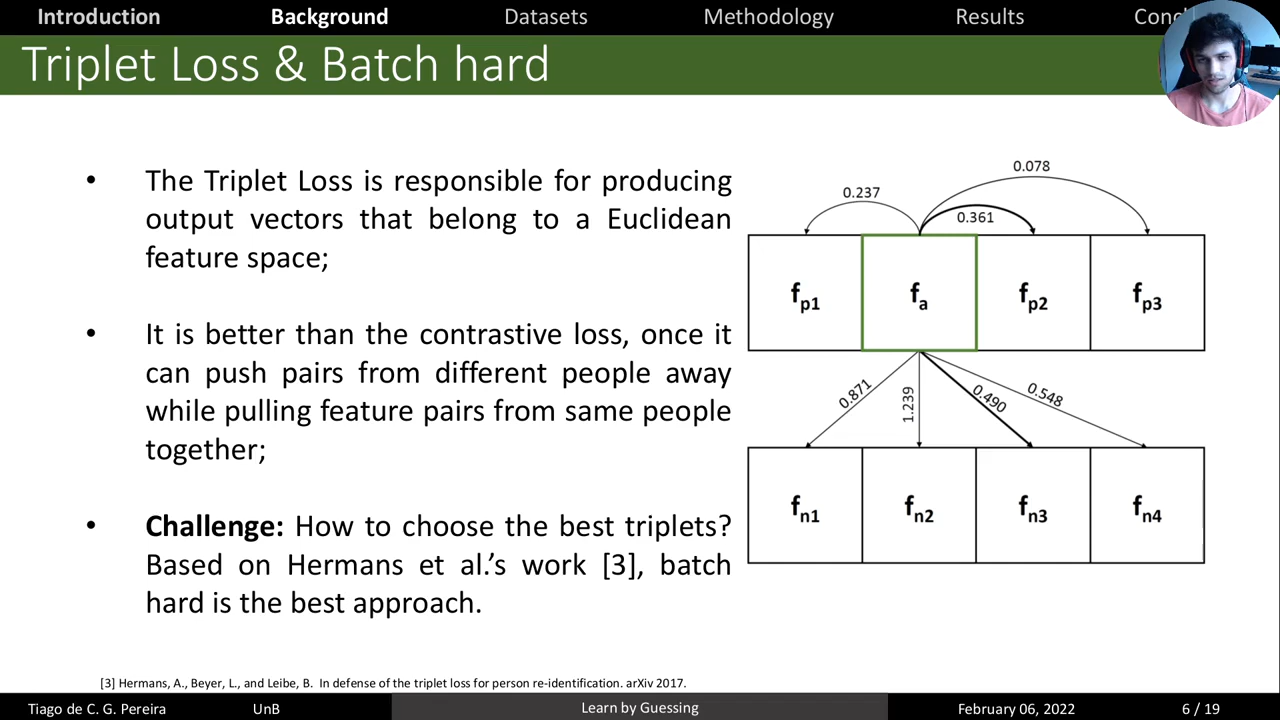 Introduction Background Datasets Methodology Results Conc
Triplet Loss & Batch hard
• The Triplet Loss is responsible for producing
output vectors that belong to a Euclidean
feature space;
• It is better than the contrastive loss, once it
can push pairs from different people away
while pulling feature pairs from same people
together;
• Challenge: How to choose the best triplets?
Based on Hermans et al.’s work [3], batch
hard is the best approach.
0.078
0.237
0.361
fp1 fa fp2 fp3
0.871 1.239 0.490 0.548
fn1 fn2 fn3 fn4
[3] Hermans, A., Beyer, L., and Leibe, B. In defense of the triplet loss for person re-identification. arXiv 2017.
Tiago de C. G. Pereira UnB Learn by Guessing February 06, 2022 6 / 19